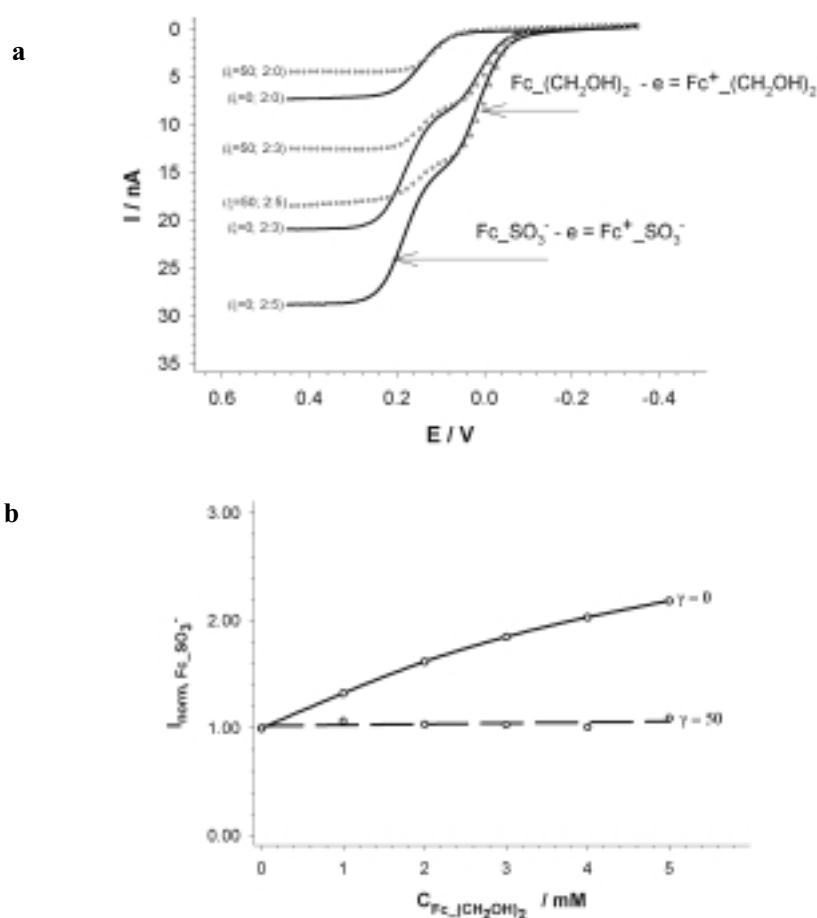 a
0
5
10
15
20
25
30
35
I / nA
(γ=50; 2:0)
(γ=0; 2:0)
(γ=50; 2:3)
(γ=50; 2:5)
(γ=0; 2:3)
(γ=0; 2:5)
Fc_(CH₂OH)₂ - e = Fc⁺_(CH₂OH)₂
Fc_SO₃⁻ - e = Fc⁺_SO₃⁻
0.6 0.4 0.2 0.0 -0.2 -0.4
E / V
b
3.00
2.00
1.00
0.00
I norm, Fc_SO₃⁻
γ = 0
γ = 50
0 1 2 3 4 5
C Fc_(CH₂OH)₂ / mM